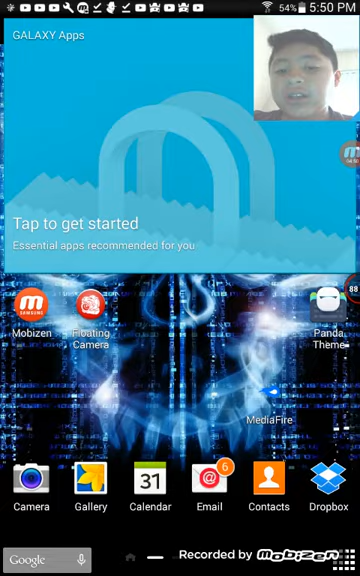 54% 5:50 PM
GALAXY Apps
Tap to get started
Essential apps recommended for you
88
m
SAMSUNG
Mobizen
Floating
Camera
Panda
Theme
MediaFire
31
@
6
Camera
Gallery
Calendar
Email
Contacts
Dropbox
Google
Recorded by mobizen